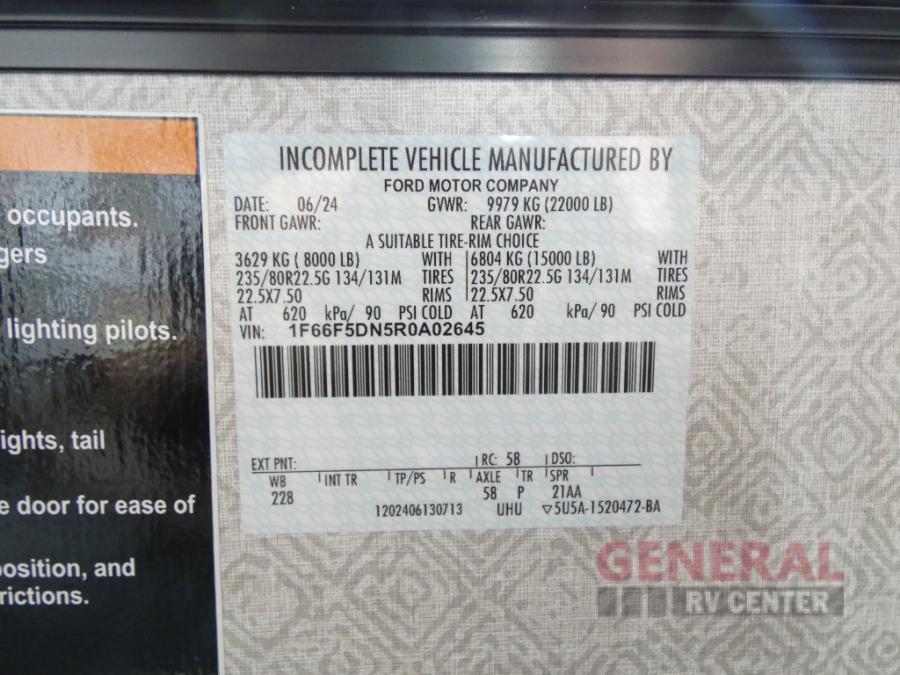 occupants.
gers
lighting pilots.
ights, tail
e door for ease of
position, and
rictions.
INCOMPLETE VEHICLE MANUFACTURED BY
FORD MOTOR COMPANY
DATE: 06/24 GVWR: 9979 KG (22000 LB)
FRONT GAWR: REAR GAWR:
A SUITABLE TIRE-RIM CHOICE
3629 KG ( 8000 LB) WITH 6804 KG (15000 LB) WITH
235/80R22.5G 134/131M TIRES 235/80R22.5G 134/131M TIRES
22.5X7.50 RIMS 22.5X7.50 RIMS
AT 620 kPa/ 90 PSI COLD AT 620 kPa/ 90 PSI COLD
VIN: 1F66F5DN5R0A02645
EXT PNT: RC: 58 DSO:
WB INT TR TP/PS R AXLE TR SPR
228 58 P 21AA
1202406130713 UHU ▽5U5A-1520472-BA
GENERAL
RV CENTER